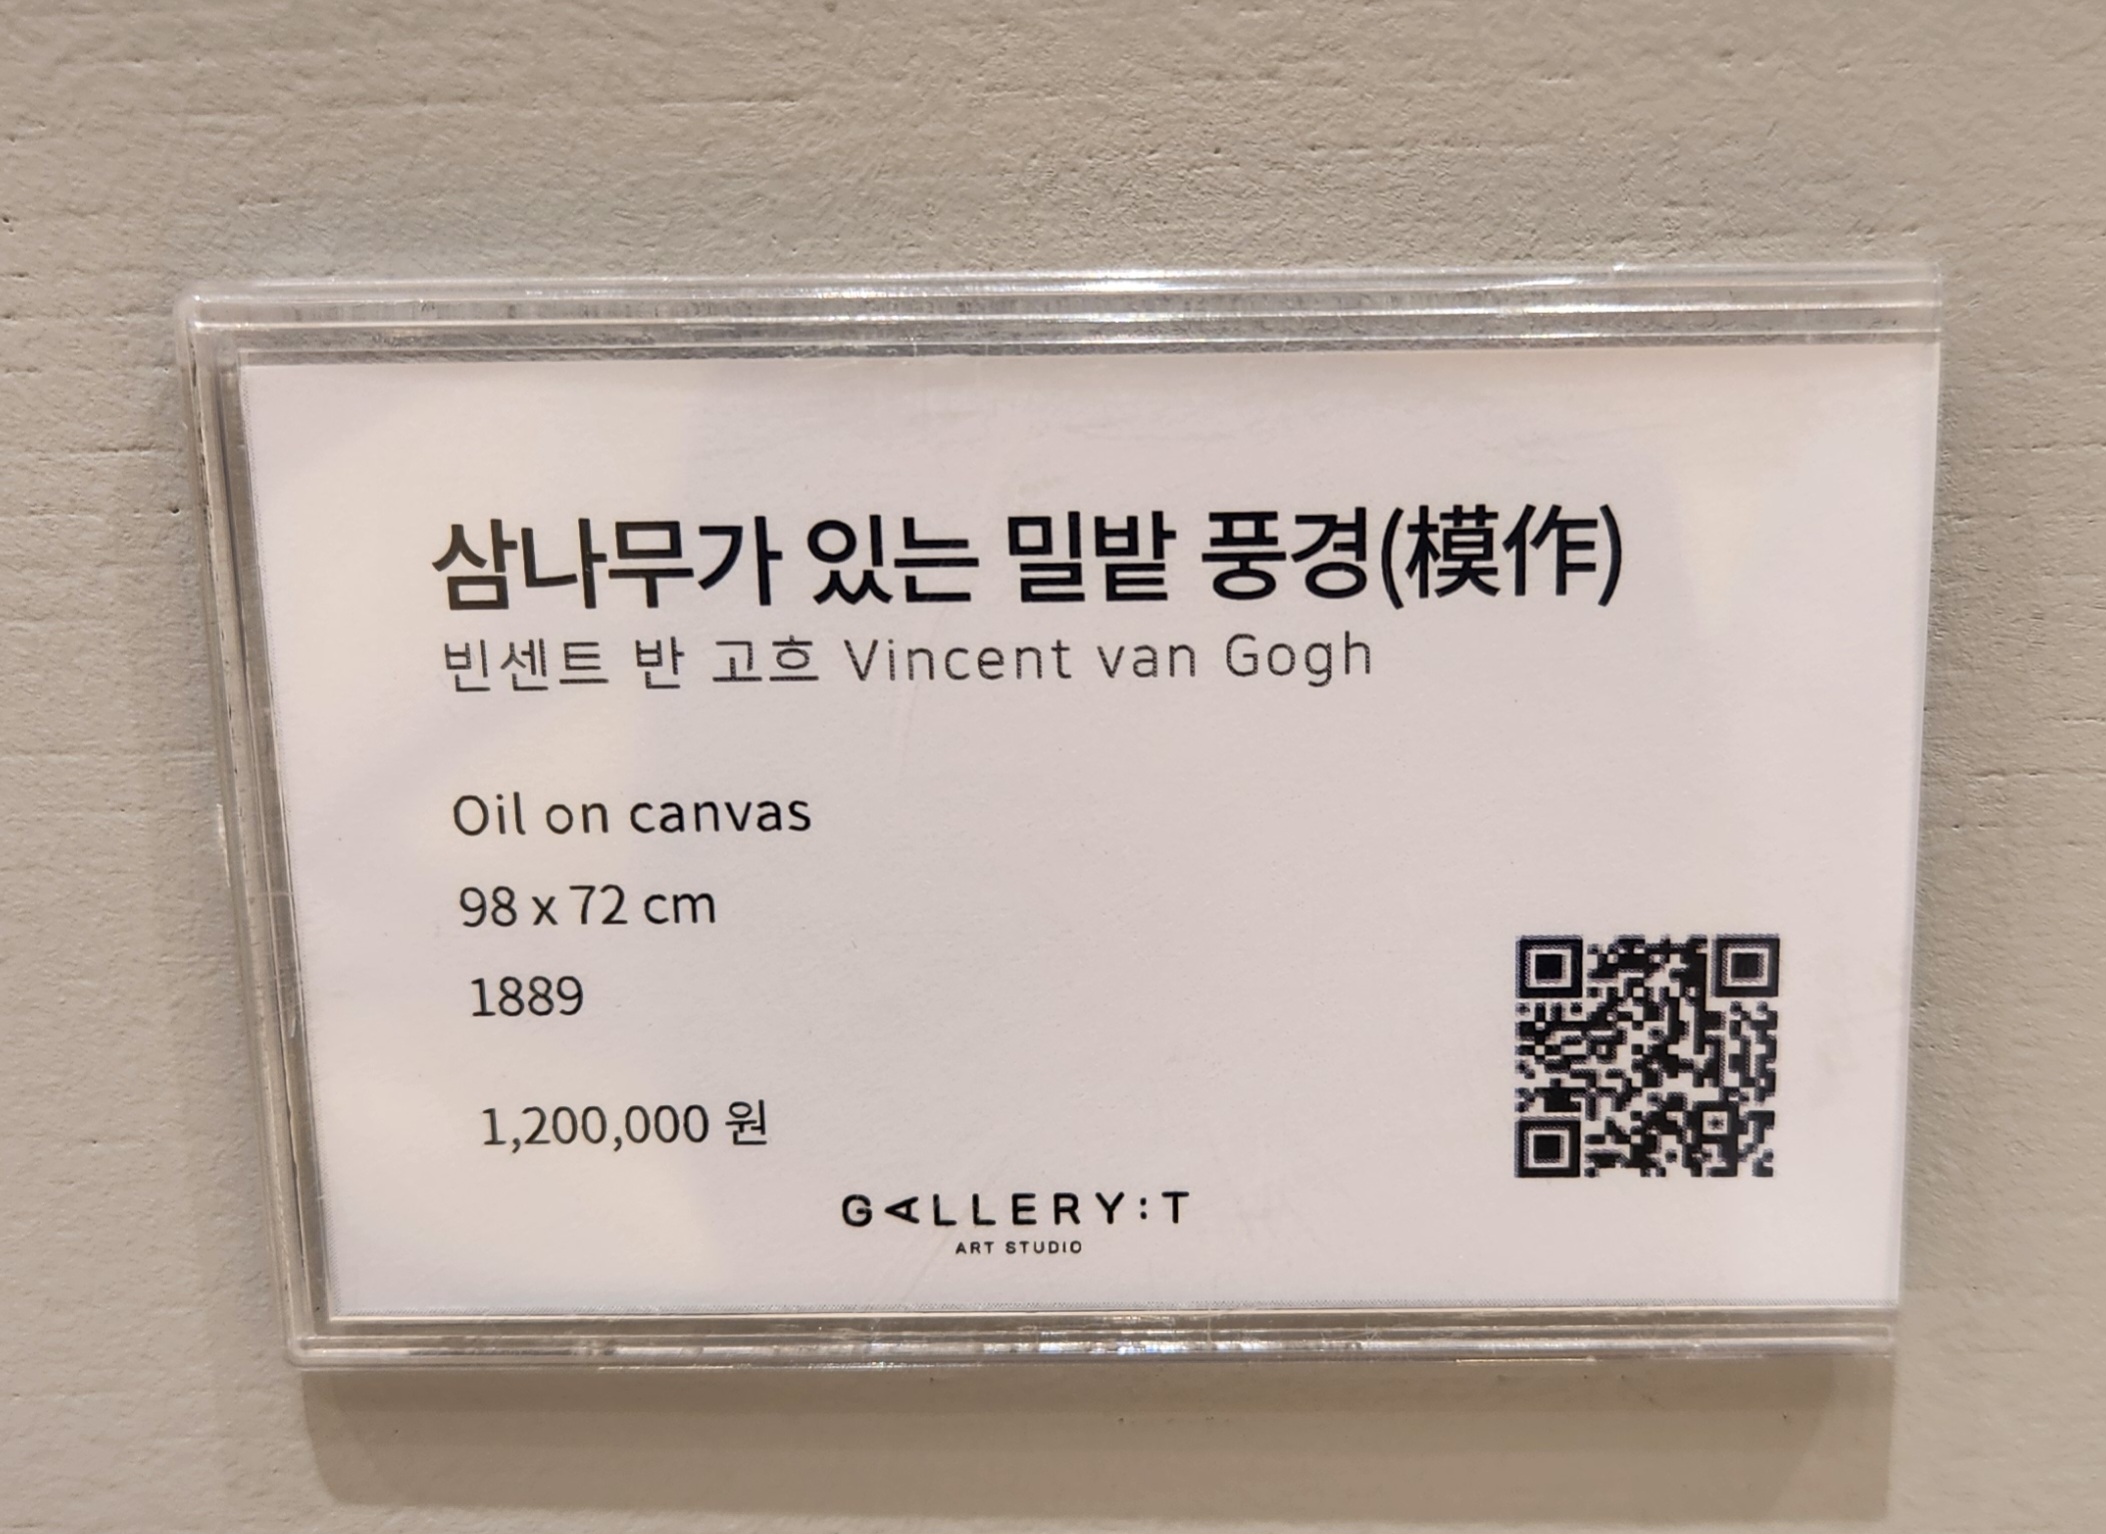 삼나무가 있는 밀밭 풍경(模作)
빈센트 반 고흐 Vincent van Gogh
Oil on canvas
98 x 72 cm
1889
1,200,000 원
GALLERY:T
ART STUDIO